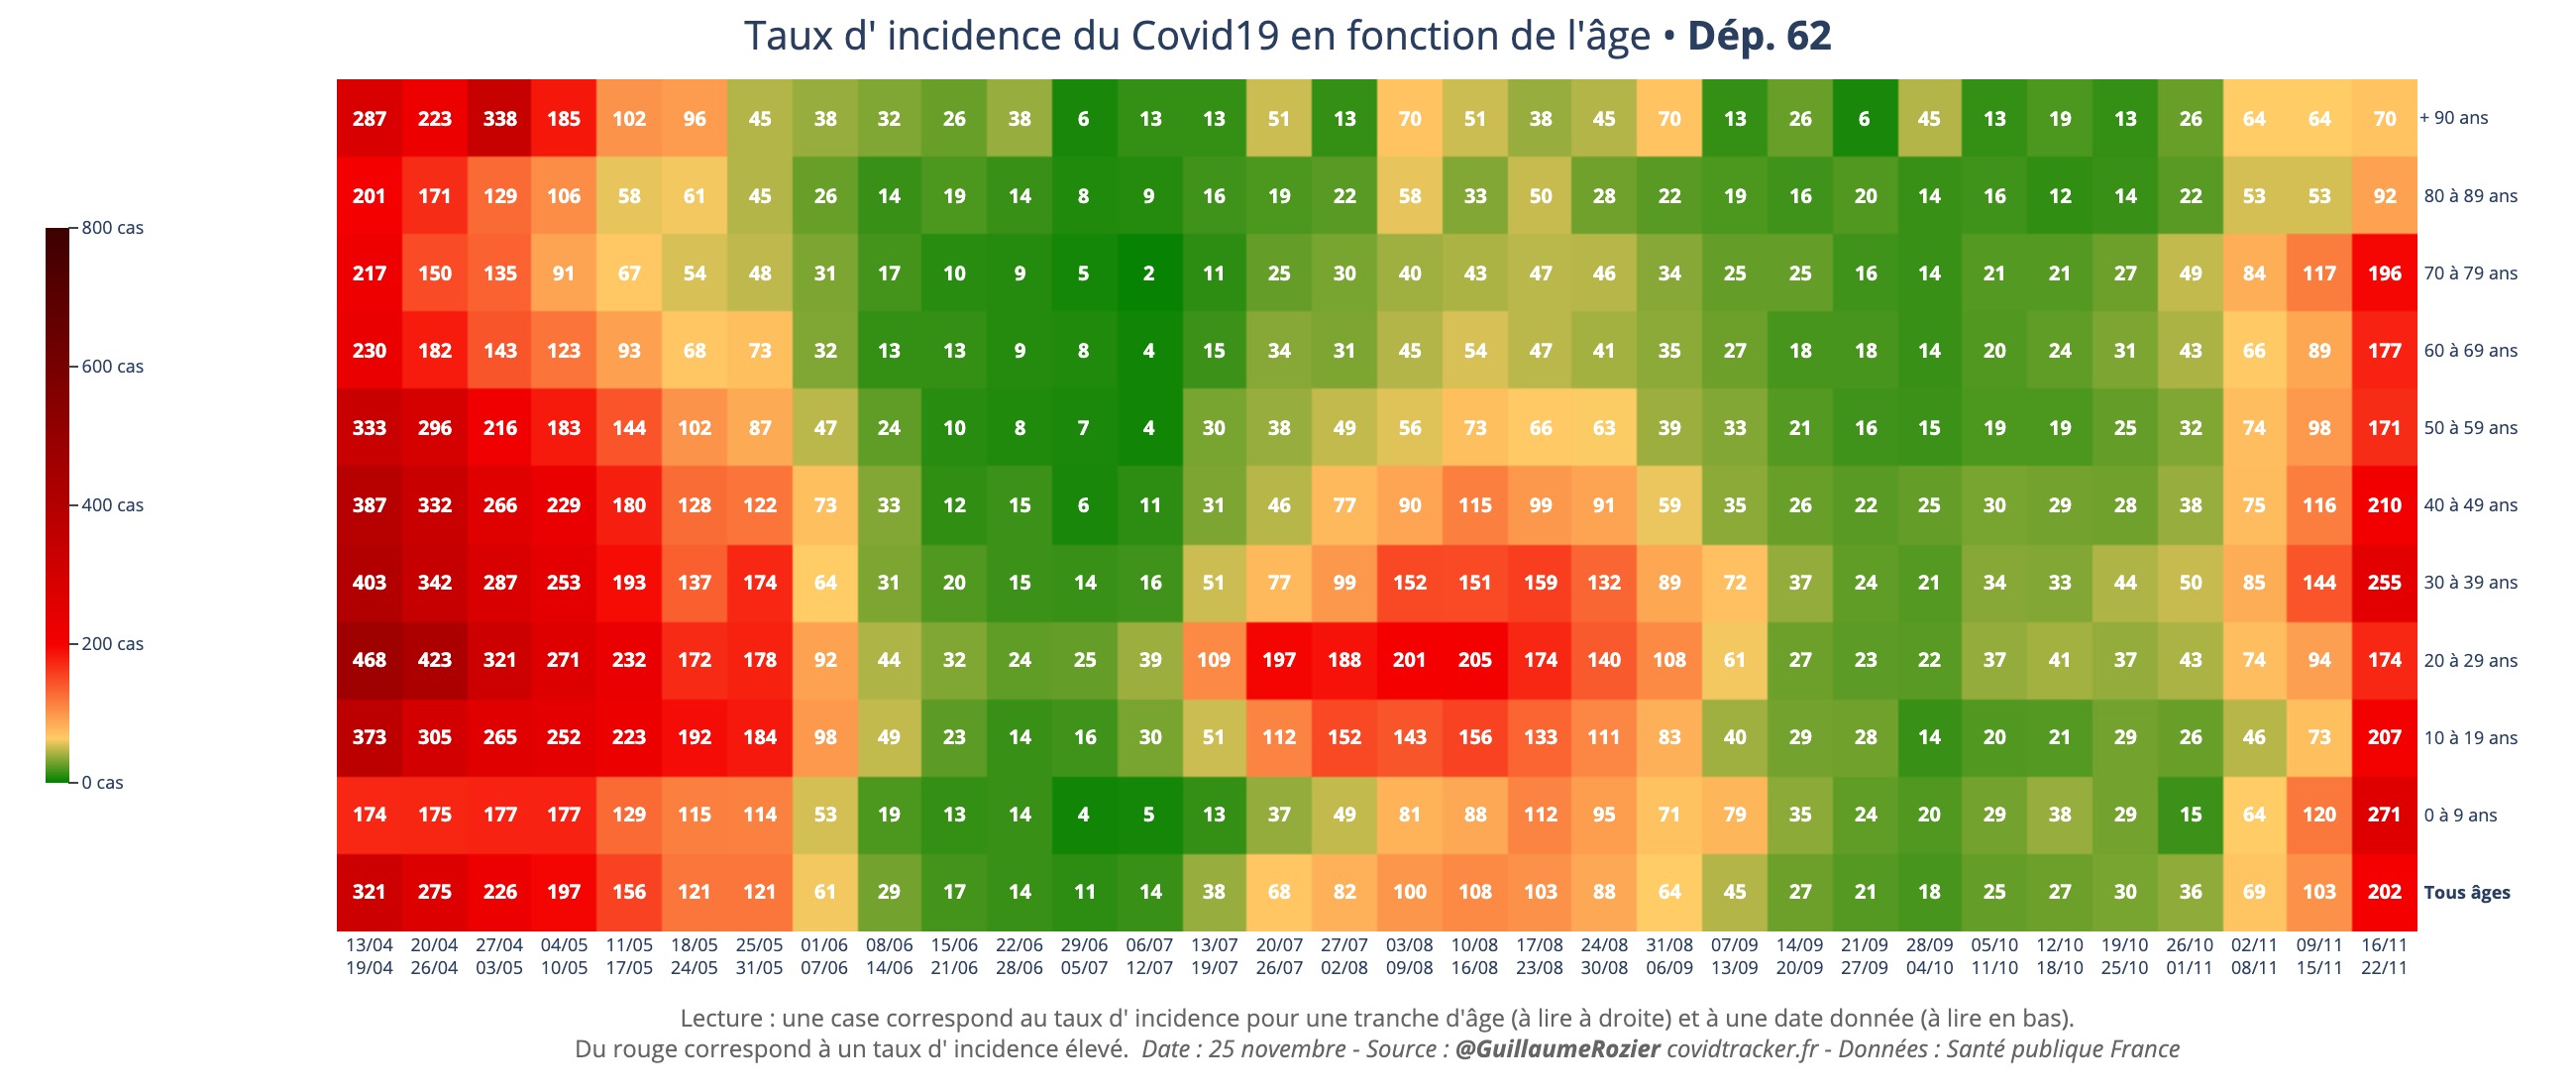 Taux d' incidence du Covid19 en fonction de l'âge • Dép. 62
800 cas
600 cas
400 cas
200 cas
0 cas
287 223 338 185 102 96 45 38 32 26 38 6 13 13 51 13 70 51 38 45 70 13 26 6 45 13 19 13 26 64 64 70 + 90 ans
201 171 129 106 58 61 45 26 14 19 14 8 9 16 19 22 58 33 50 28 22 19 16 20 14 16 12 14 22 53 53 92 80 à 89 ans
217 150 135 91 67 54 48 31 17 10 9 5 2 11 25 30 40 43 47 46 34 25 25 16 14 21 21 27 49 84 117 196 70 à 79 ans
230 182 143 123 93 68 73 32 13 13 9 8 4 15 34 31 45 54 47 41 35 27 18 18 14 20 24 31 43 66 89 177 60 à 69 ans
333 296 216 183 144 102 87 47 24 10 8 7 4 30 38 49 56 73 66 63 39 33 21 16 15 19 19 25 32 74 98 171 50 à 59 ans
387 332 266 229 180 128 122 73 33 12 15 6 11 31 46 77 90 115 99 91 59 35 26 22 25 30 29 28 38 75 116 210 40 à 49 ans
403 342 287 253 193 137 174 64 31 20 15 14 16 51 77 99 152 151 159 132 89 72 37 24 21 34 33 44 50 85 144 255 30 à 39 ans
468 423 321 271 232 172 178 92 44 32 24 25 39 109 197 188 201 205 174 140 108 61 27 23 22 37 41 37 43 74 94 174 20 à 29 ans
373 305 265 252 223 192 184 98 49 23 14 16 30 51 112 152 143 156 133 111 83 40 29 28 14 20 21 29 26 46 73 207 10 à 19 ans
174 175 177 177 129 115 114 53 19 13 14 4 5 13 37 49 81 88 112 95 71 79 35 24 20 29 38 29 15 64 120 271 0 à 9 ans
321 275 226 197 156 121 121 61 29 17 14 11 14 38 68 82 100 108 103 88 64 45 27 21 18 25 27 30 36 69 103 202 Tous âges
13/04 20/04 27/04 04/05 11/05 18/05 25/05 01/06 08/06 15/06 22/06 29/06 06/07 13/07 20/07 27/07 03/08 10/08 17/08 24/08 31/08 07/09 14/09 21/09 28/09 05/10 12/10 19/10 26/10 02/11 09/11 16/11
19/04 26/04 03/05 10/05 17/05 24/05 31/05 07/06 14/06 21/06 28/06 05/07 12/07 19/07 26/07 02/08 09/08 16/08 23/08 30/08 06/09 13/09 20/09 27/09 04/10 11/10 18/10 25/10 01/11 08/11 15/11 22/11
Lecture : une case correspond au taux d' incidence pour une tranche d'âge (à lire à droite) et à une date donnée (à lire en bas).
Du rouge correspond à un taux d' incidence élevé. Date : 25 novembre - Source : @GuillaumeRozier covidtracker.fr - Données : Santé publique France